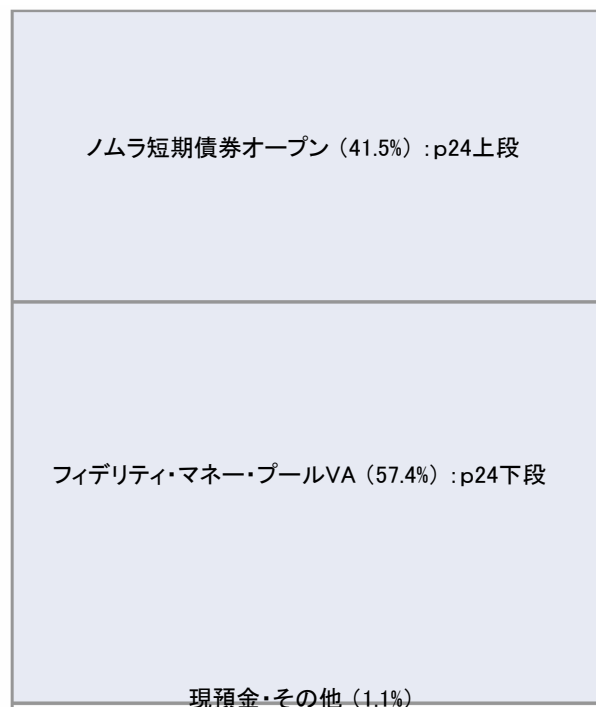 ノムラ短期債券オープン（41.5%）:p24上段
フィデリティ・マネー・プールVA（57.4%）:p24下段
現預金・その他（1.1%）